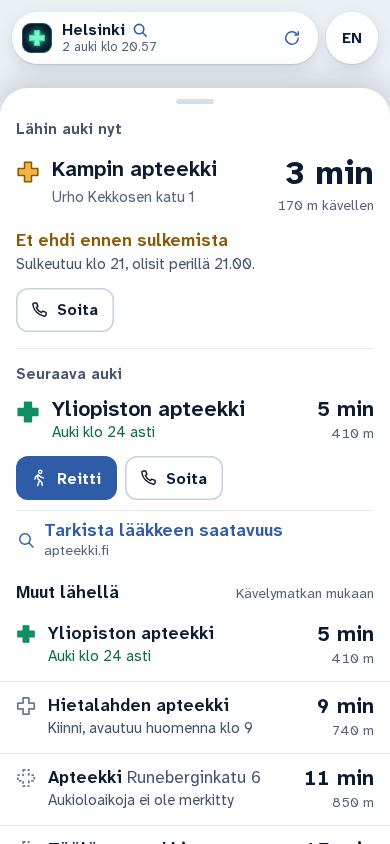 Helsinki
2 auki klo 20.57
EN
Lähin auki nyt
Kampin apteekki
3 min
Urho Kekkosen katu 1
170 m kävellen
Et ehdi ennen sulkemista
Sulkeutuu klo 21, olisit perillä 21.00.
Soita
Seuraava auki
Yliopiston apteekki
5 min
Auki klo 24 asti
410 m
Reitti
Soita
Tarkista lääkkeen saatavuus
apteekki.fi
Muut lähellä
Kävelymatkan mukaan
Yliopiston apteekki
5 min
Auki klo 24 asti
410 m
Hietalahden apteekki
9 min
Kiinni, avautuu huomenna klo 9
740 m
Apteekki Runeberginkatu 6
11 min
Aukioloaikoja ei ole merkitty
850 m